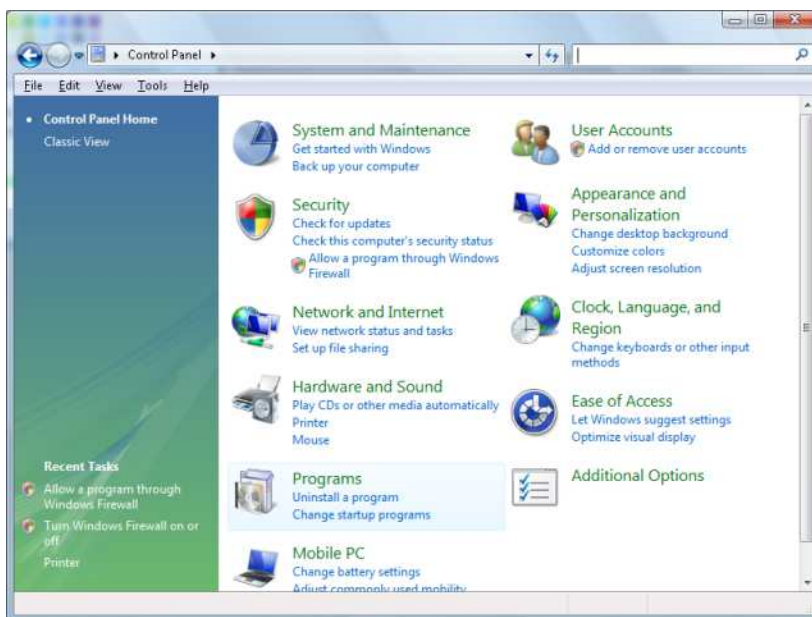 Control Panel
File Edit View Tools Help
Control Panel Home
Classic View
Recent Tasks
Allow a program through
Windows Firewall
Turn Windows Firewall on or
off
Printer
System and Maintenance
Get started with Windows
Back up your computer
Security
Check for updates
Check this computer's security status
Allow a program through Windows
Firewall
Network and Internet
View network status and tasks
Set up file sharing
Hardware and Sound
Play CDs or other media automatically
Printer
Mouse
Programs
Uninstall a program
Change startup programs
Mobile PC
Change battery settings
Adjust commonly used mobility
User Accounts
Add or remove user accounts
Appearance and
Personalization
Change desktop background
Customize colors
Adjust screen resolution
Clock, Language, and
Region
Change keyboards or other input
methods
Ease of Access
Let Windows suggest settings
Optimize visual display
Additional Options